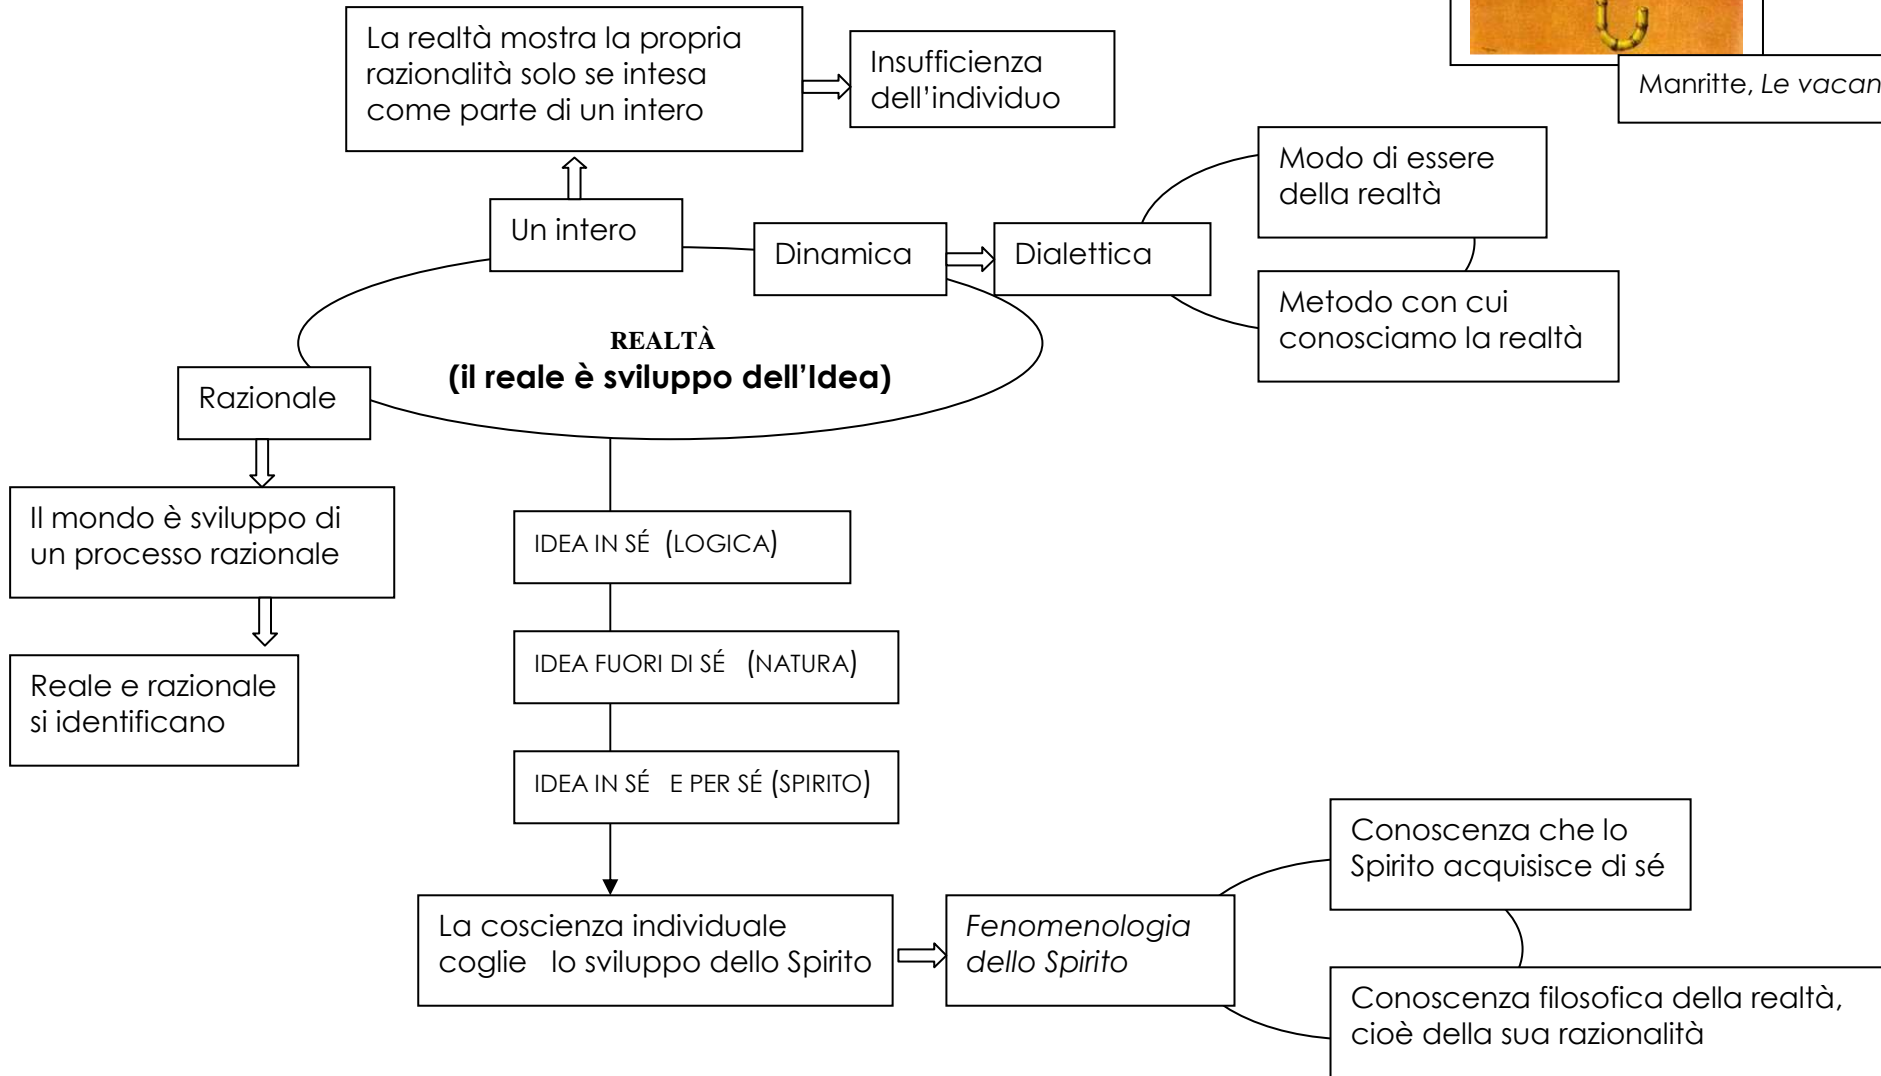 La realtà mostra la propria
razionalità solo se intesa
come parte di un intero
Insufficienza
dell'individuo
Manritte, Le vacan
Modo di essere
della realtà
Un intero
Dinamica
Dialettica
Metodo con cui
conosciamo la realtà
REALTÀ
(il reale è sviluppo dell'Idea)
Razionale
Il mondo è sviluppo di
un processo razionale
Reale e razionale
si identificano
IDEA IN SÉ (LOGICA)
IDEA FUORI DI SÉ (NATURA)
IDEA IN SÉ E PER SÉ (SPIRITO)
La coscienza individuale
coglie lo sviluppo dello Spirito
Fenomenologia
dello Spirito
Conoscenza che lo
Spirito acquisisce di sé
Conoscenza filosofica della realtà,
cioè della sua razionalità